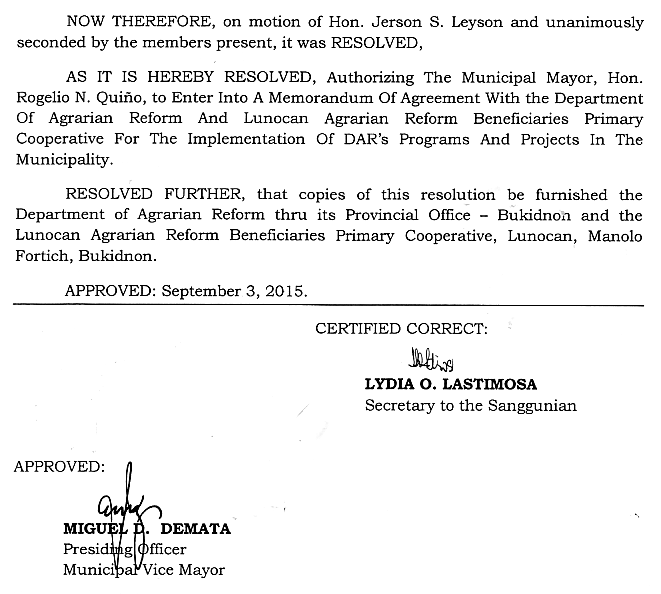 NOW THEREFORE, on motion of Hon. Jerson S. Leyson and unanimously
seconded by the members present, it was RESOLVED,
AS IT IS HEREBY RESOLVED, Authorizing The Municipal Mayor, Hon.
Rogelio N. Quiño, to Enter Into A Memorandum Of Agreement With the Department
Of Agrarian Reform And Lunocan Agrarian Reform Beneficiaries Primary
Cooperative For The Implementation Of DAR's Programs And Projects In The
Municipality.
RESOLVED FURTHER, that copies of this resolution be furnished the
Department of Agrarian Reform thru its Provincial Office – Bukidnon and the
Lunocan Agrarian Reform Beneficiaries Primary Cooperative, Lunocan, Manolo
Fortich, Bukidnon.
APPROVED: September 3, 2015.
CERTIFIED CORRECT:
LYDIA O. LASTIMOSA
Secretary to the Sanggunian
APPROVED:
MIGUEL D. DEMATA
Presiding Officer
Municipal Vice Mayor